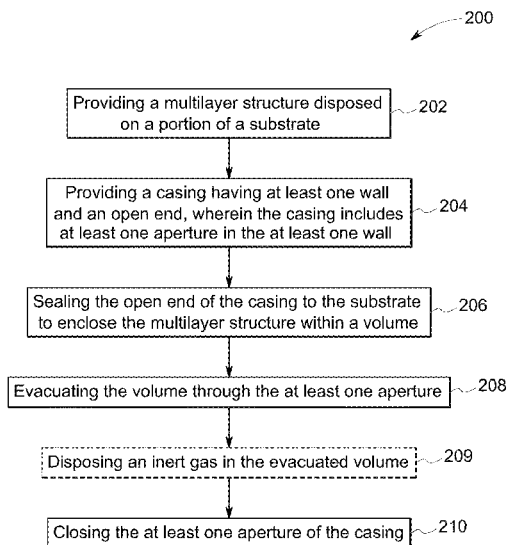 200
Providing a multilayer structure disposed
on a portion of a substrate
202
Providing a casing having at least one wall
and an open end, wherein the casing includes
at least one aperture in the at least one wall
204
Sealing the open end of the casing to the substrate
to enclose the multilayer structure within a volume
206
Evacuating the volume through the at least one aperture
208
Disposing an inert gas in the evacuated volume
209
Closing the at least one aperture of the casing
210